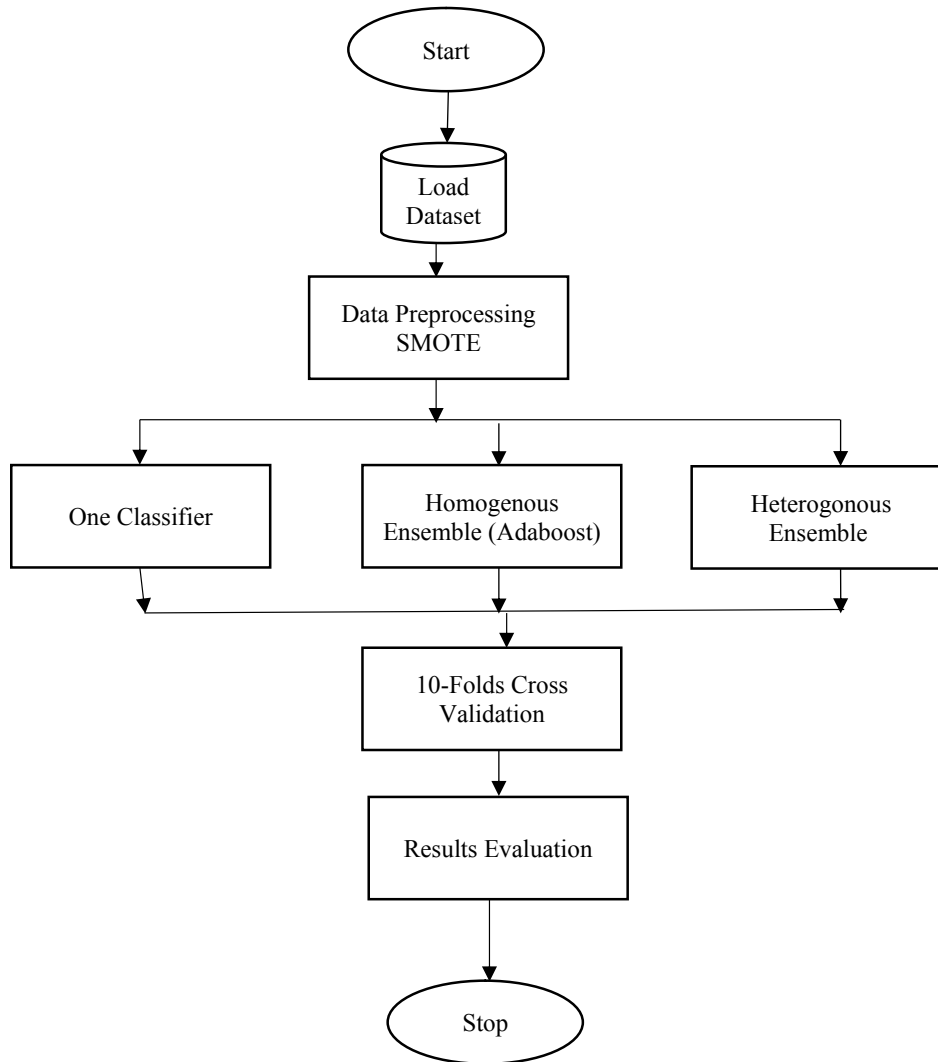 Start
Load
Dataset
Data Preprocessing
SMOTE
One Classifier
Homogenous
Ensemble (Adaboost)
Heterogonous
Ensemble
10-Folds Cross
Validation
Results Evaluation
Stop